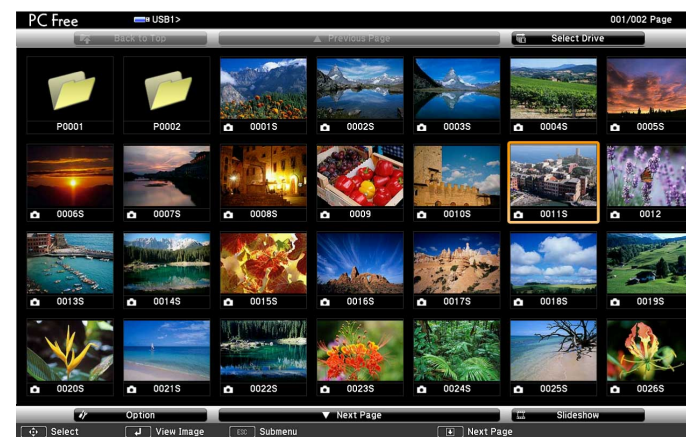 PC Free USB1> 001/002 Page
Back to Top Previous Page Select Drive
P0001 P0002 0001S 0002S 0003S 0004S 0005S
0006S 0007S 0008S 0009 0010S 0011S 0012
0013S 0014S 0015S 0016S 0017S 0018S 0019S
0020S 0021S 0022S 0023S 0024S 0025S 0026S
Option Next Page Slideshow
Select View Image ESC Submenu Next Page